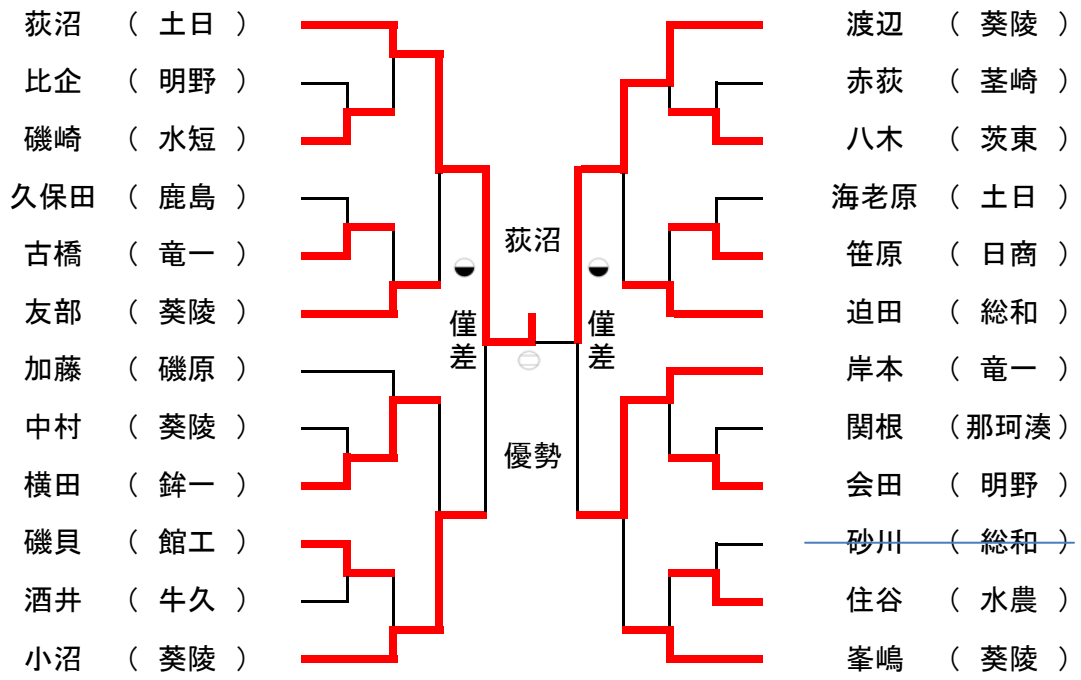 荻沼 （ 土日 ）
比企 （ 明野 ）
磯崎 （ 水短 ）
久保田 （ 鹿島 ）
古橋 （ 竜一 ）
友部 （ 葵陵 ）
加藤 （ 磯原 ）
中村 （ 葵陵 ）
横田 （ 鉾一 ）
磯貝 （ 館工 ）
酒井 （ 牛久 ）
小沼 （ 葵陵 ）
荻沼
僅差
僅差
優勢
渡辺 （ 葵陵 ）
赤荻 （ 茎崎 ）
八木 （ 茨東 ）
海老原 （ 土日 ）
笹原 （ 日商 ）
迫田 （ 総和 ）
岸本 （ 竜一 ）
関根 （那珂湊）
会田 （ 明野 ）
砂川 （ 総和 ）
住谷 （ 水農 ）
峯嶋 （ 葵陵 ）